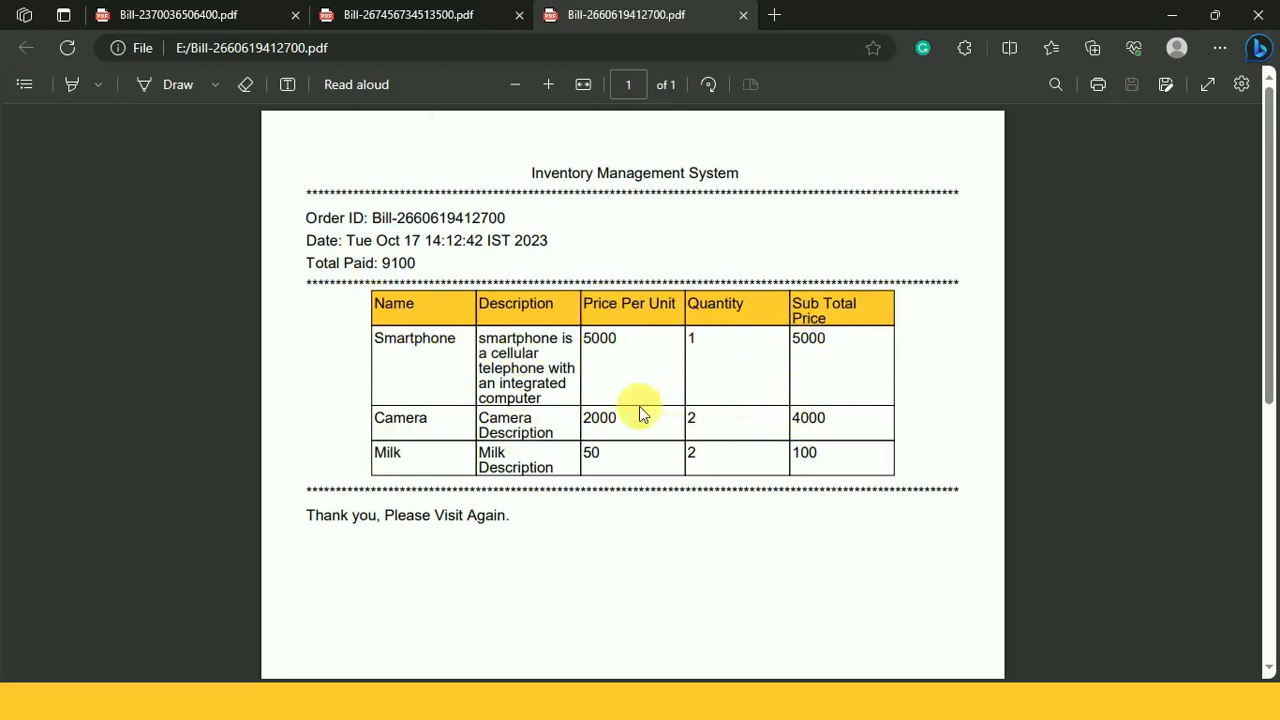 Bill-2370036506400.pdf
Bill-267456734513500.pdf
Bill-2660619412700.pdf
File
E:/Bill-2660619412700.pdf
Draw
Read aloud
1
of 1
Inventory Management System
**************************************************************************************************************
Order ID: Bill-2660619412700
Date: Tue Oct 17 14:12:42 IST 2023
Total Paid: 9100
**************************************************************************************************************
Name
Description
Price Per Unit
Quantity
Sub Total
Price
Smartphone
smartphone is
a cellular
telephone with
an integrated
computer
5000
1
5000
Camera
Camera
Description
2000
2
4000
Milk
Milk
Description
50
2
100
**************************************************************************************************************
Thank you, Please Visit Again.